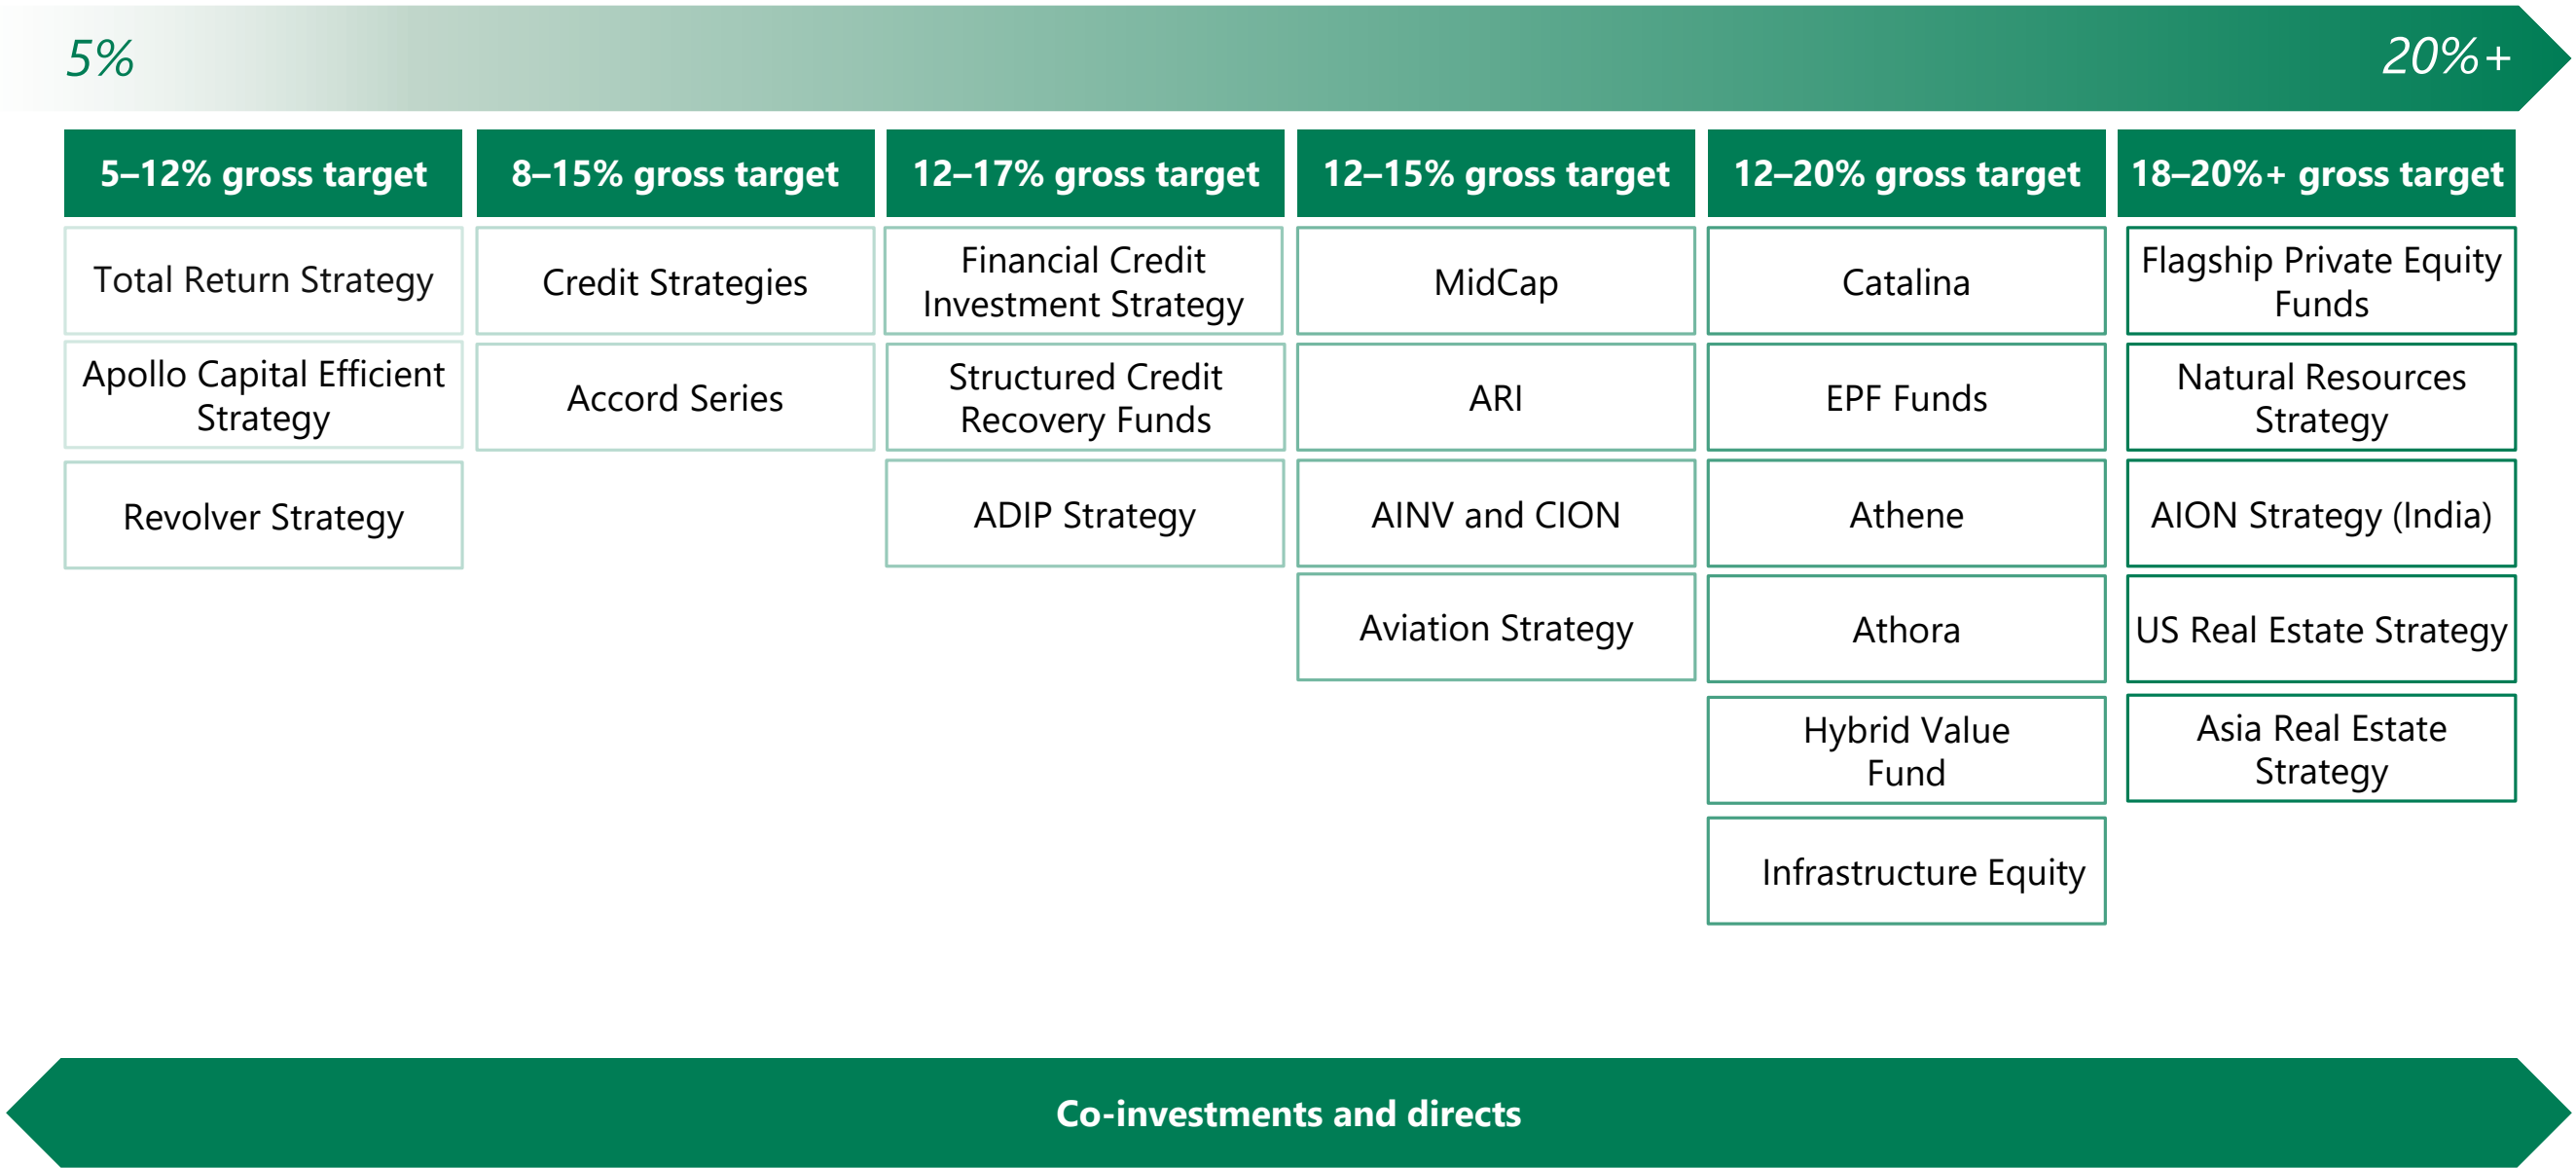 5%
20%+
5–12% gross target
8–15% gross target
12–17% gross target
12–15% gross target
12–20% gross target
18–20%+ gross target
Total Return Strategy
Apollo Capital Efficient
Strategy
Revolver Strategy
Credit Strategies
Accord Series
Financial Credit
Investment Strategy
Structured Credit
Recovery Funds
ADIP Strategy
MidCap
ARI
AINV and CION
Aviation Strategy
Catalina
EPF Funds
Athene
Athora
Hybrid Value
Fund
Infrastructure Equity
Flagship Private Equity
Funds
Natural Resources
Strategy
AION Strategy (India)
US Real Estate Strategy
Asia Real Estate
Strategy
Co-investments and directs